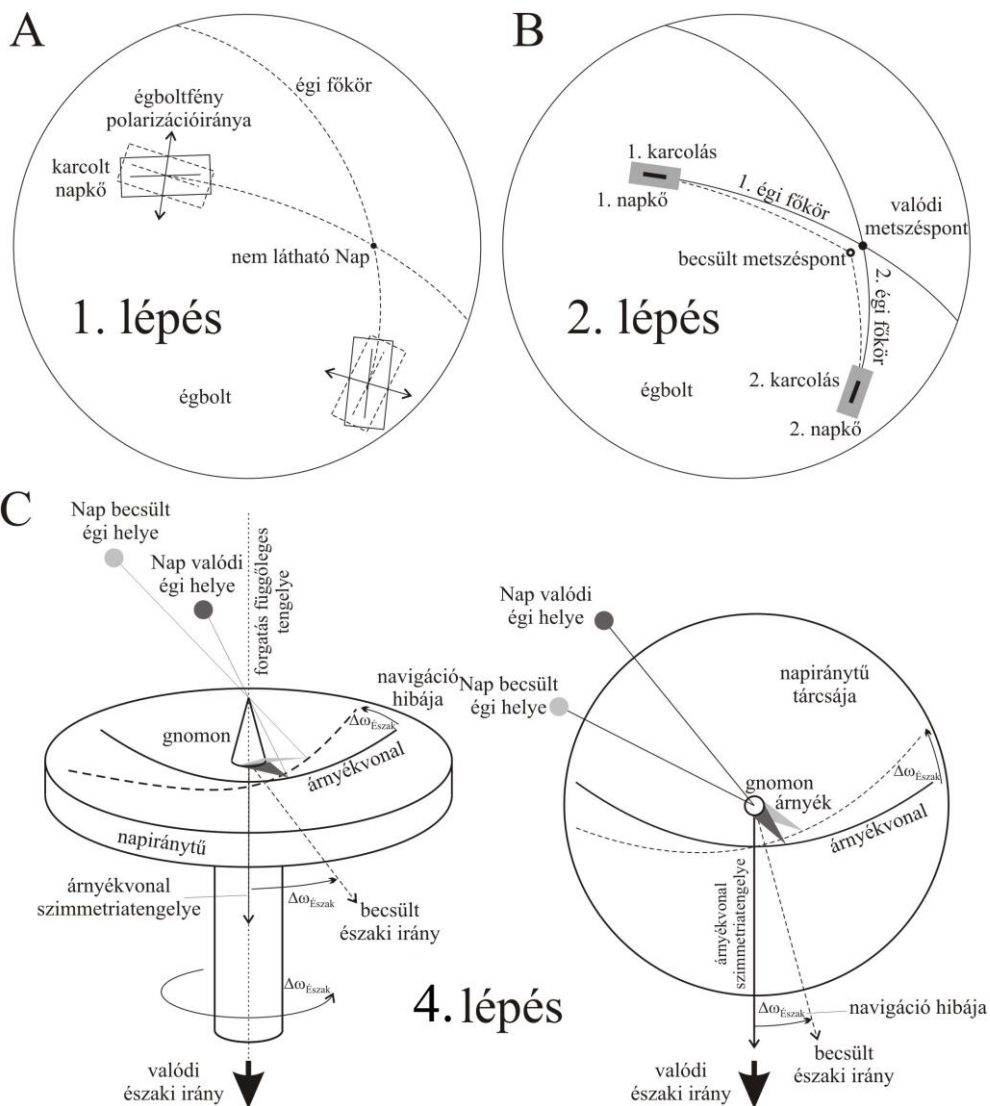 A
égi főkör
égboltfény
polarizációiránya
karcolt
napkő
nem látható Nap
1. lépés
égbolt
B
1. karcolás
1. napkő
1. égi főkör
valódi
metszéspont
becsült metszéspont
2. égi főkör
2. lépés
2. karcolás
égbolt
2. napkő
C
Nap becsült
égi helye
Nap valódi
égi helye
forgatás függőleges
tengelye
navigáció
hibája
gnomon
ΔωÉszak
árnyékvonal
napiránytű
árnyékvonal
szimmetriatengelye
ΔωÉszak
becsült
északi irány
ΔωÉszak
valódi
északi irány
4. lépés
Nap valódi
égi helye
Nap becsült
égi helye
napiránytű
tárcsája
ΔωÉszak
gnomon
árnyék
árnyékvonal
árnyékvonal
szimmetriatengelye
ΔωÉszak
navigáció hibája
becsült
északi irány
valódi
északi irány